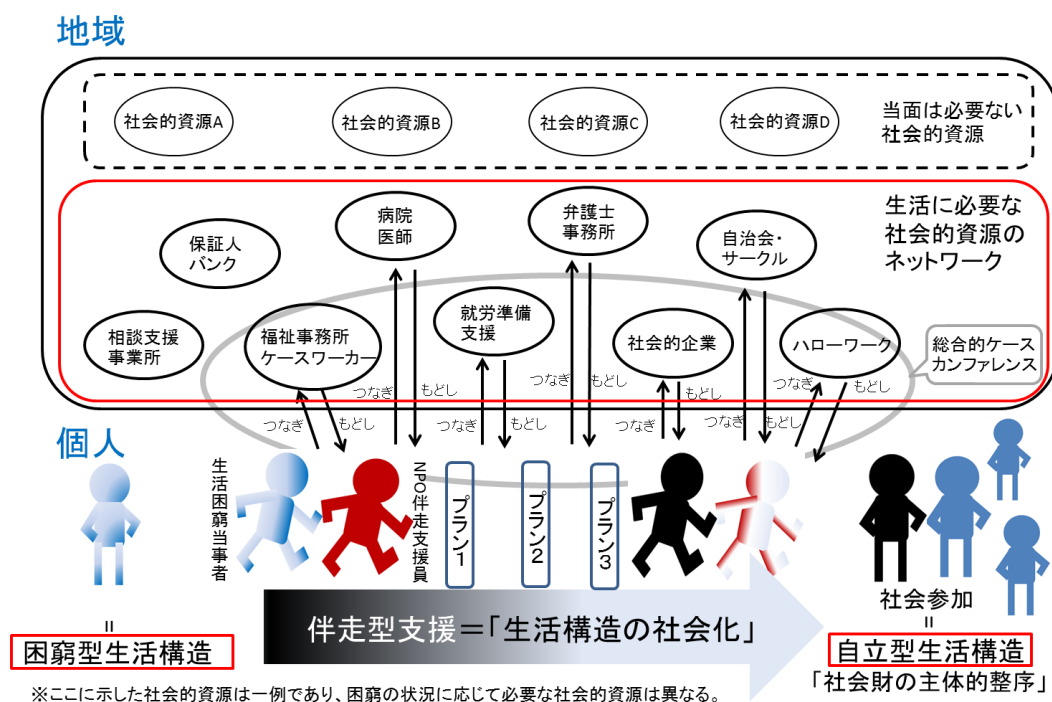 地域
社会的資源A
社会的資源B
社会的資源C
社会的資源D
当面は必要ない
社会的資源
保証人
バンク
病院
医師
弁護士
事務所
自治会・
サークル
生活に必要な
社会的資源の
ネットワーク
相談支援
事業所
福祉事務所
ケースワーカー
就労準備
支援
社会的企業
ハローワーク
総合的ケース
カンファレンス
つなぎ
もどし
つなぎ
もどし
つなぎ
もどし
つなぎ
もどし
つなぎ
もどし
つなぎ
もどし
つなぎ
もどし
個人
生活困窮当事者
NPO伴走支援員
プラン1
プラン2
プラン3
社会参加
=
困窮型生活構造
伴走型支援=「生活構造の社会化」
=
自立型生活構造
「社会財の主体的整序」
※ここに示した社会的資源は一例であり、困窮の状況に応じて必要な社会的資源は異なる。